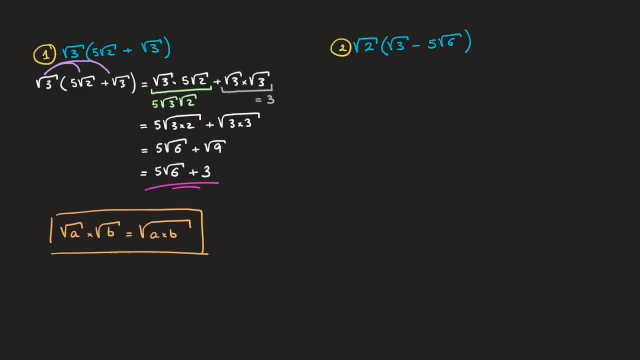 1) √3(5√2 + √3)
√3(5√2 + √3) = √3 · 5√2 + √3 × √3
5√3√2 = 3
= 5√3×2 + √3×3
= 5√6 + √9
= 5√6 + 3
√a × √b = √a×b
2) √2(√3 − 5√6)